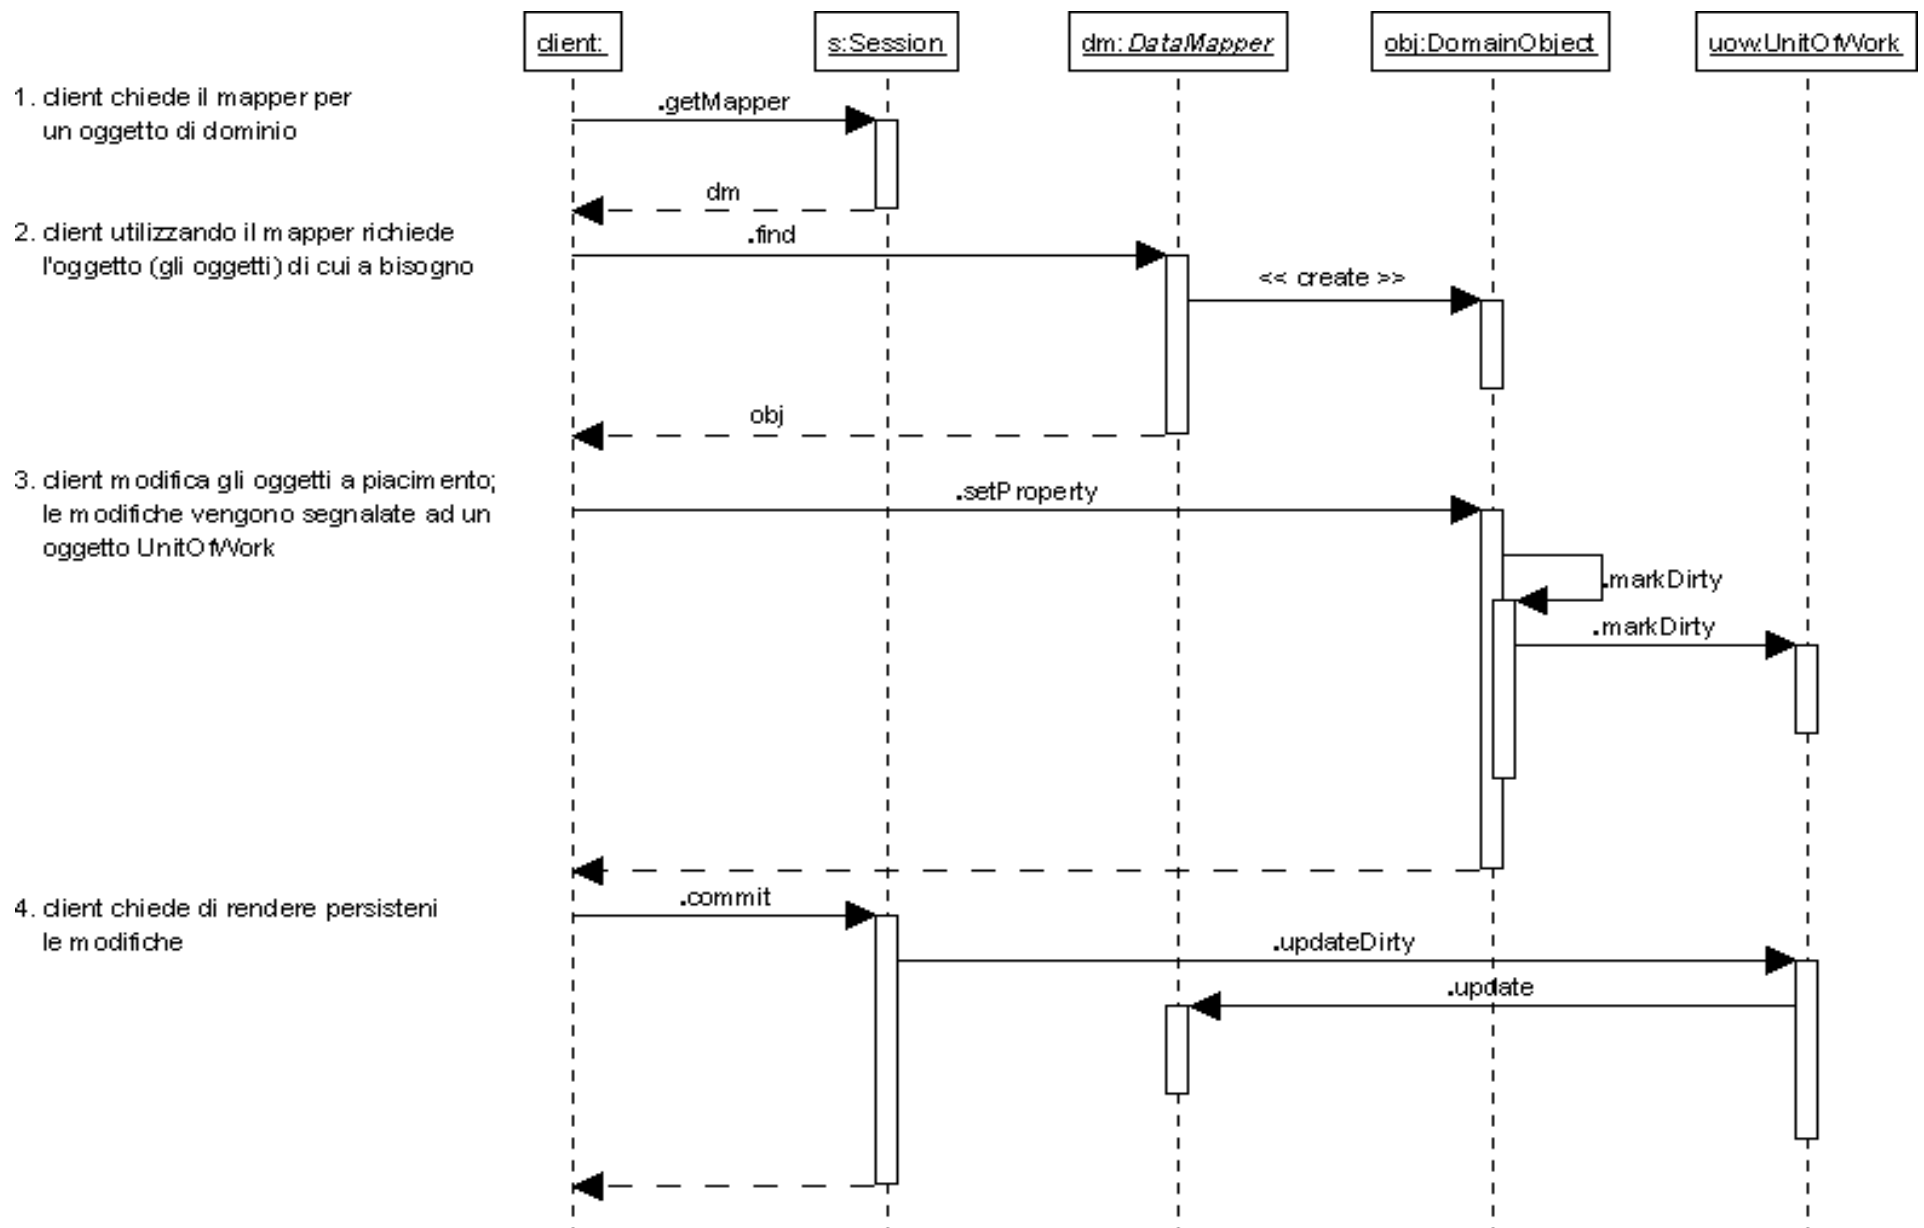 client:
s:Session
dm: DataMapper
obj:DomainObject
uow:UnitOfWork
1. client chiede il mapper per
un oggetto di dominio
.getMapper
dm
2. client utilizzando il mapper richiede
l'oggetto (gli oggetti) di cui a bisogno
.find
<< create >>
obj
3. client modifica gli oggetti a piacimento;
le modifiche vengono segnalate ad un
oggetto UnitOfWork
.setProperty
.markDirty
.markDirty
4. client chiede di rendere persisteni
le modifiche
.commit
.updateDirty
.update